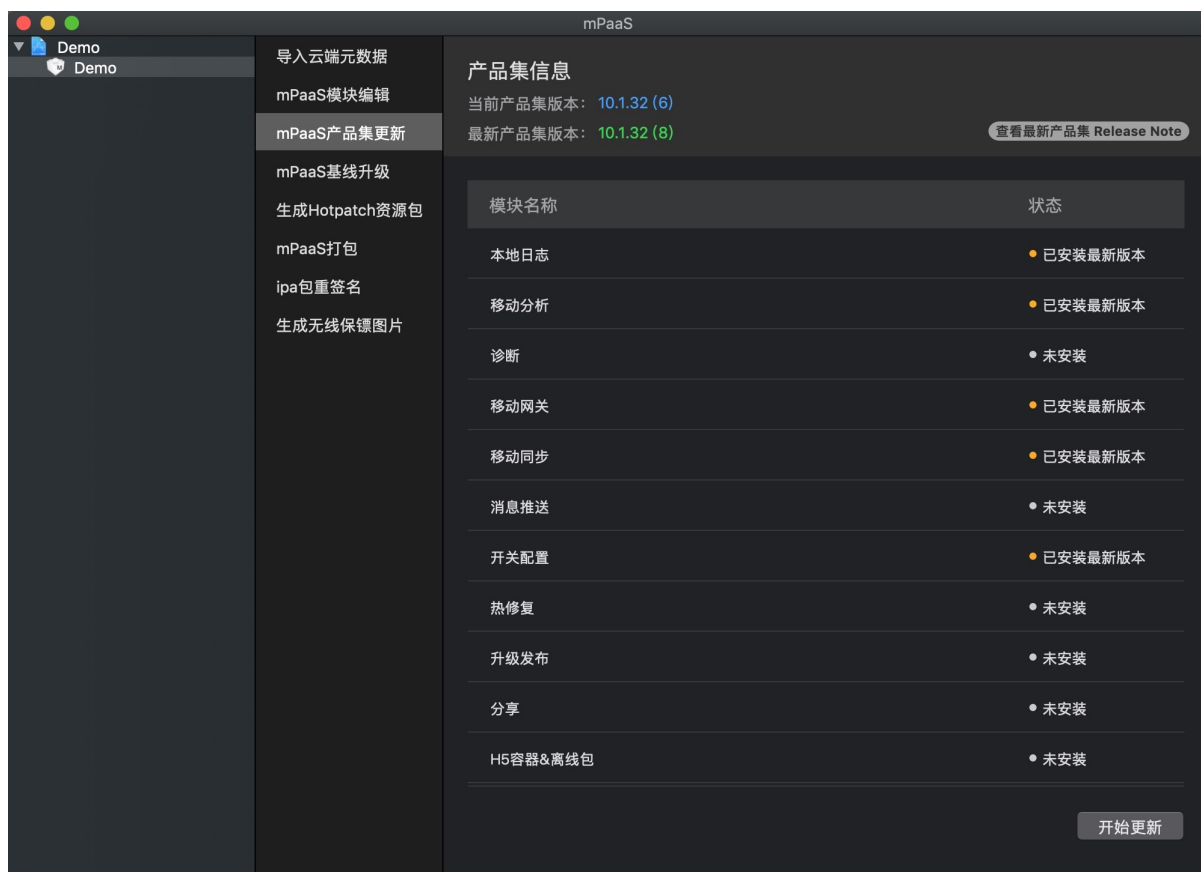 mPaaS
Demo
Demo
导入云端元数据
mPaaS模块编辑
mPaaS产品集更新
mPaaS基线升级
生成Hotpatch资源包
mPaaS打包
ipa包重签名
生成无线保镖图片
产品集信息
当前产品集版本： 10.1.32 (6)
最新产品集版本： 10.1.32 (8)
查看最新产品集 Release Note
模块名称 状态
本地日志 已安装最新版本
移动分析 已安装最新版本
诊断 未安装
移动网关 已安装最新版本
移动同步 已安装最新版本
消息推送 未安装
开关配置 已安装最新版本
热修复 未安装
升级发布 未安装
分享 未安装
H5容器&离线包 未安装
开始更新